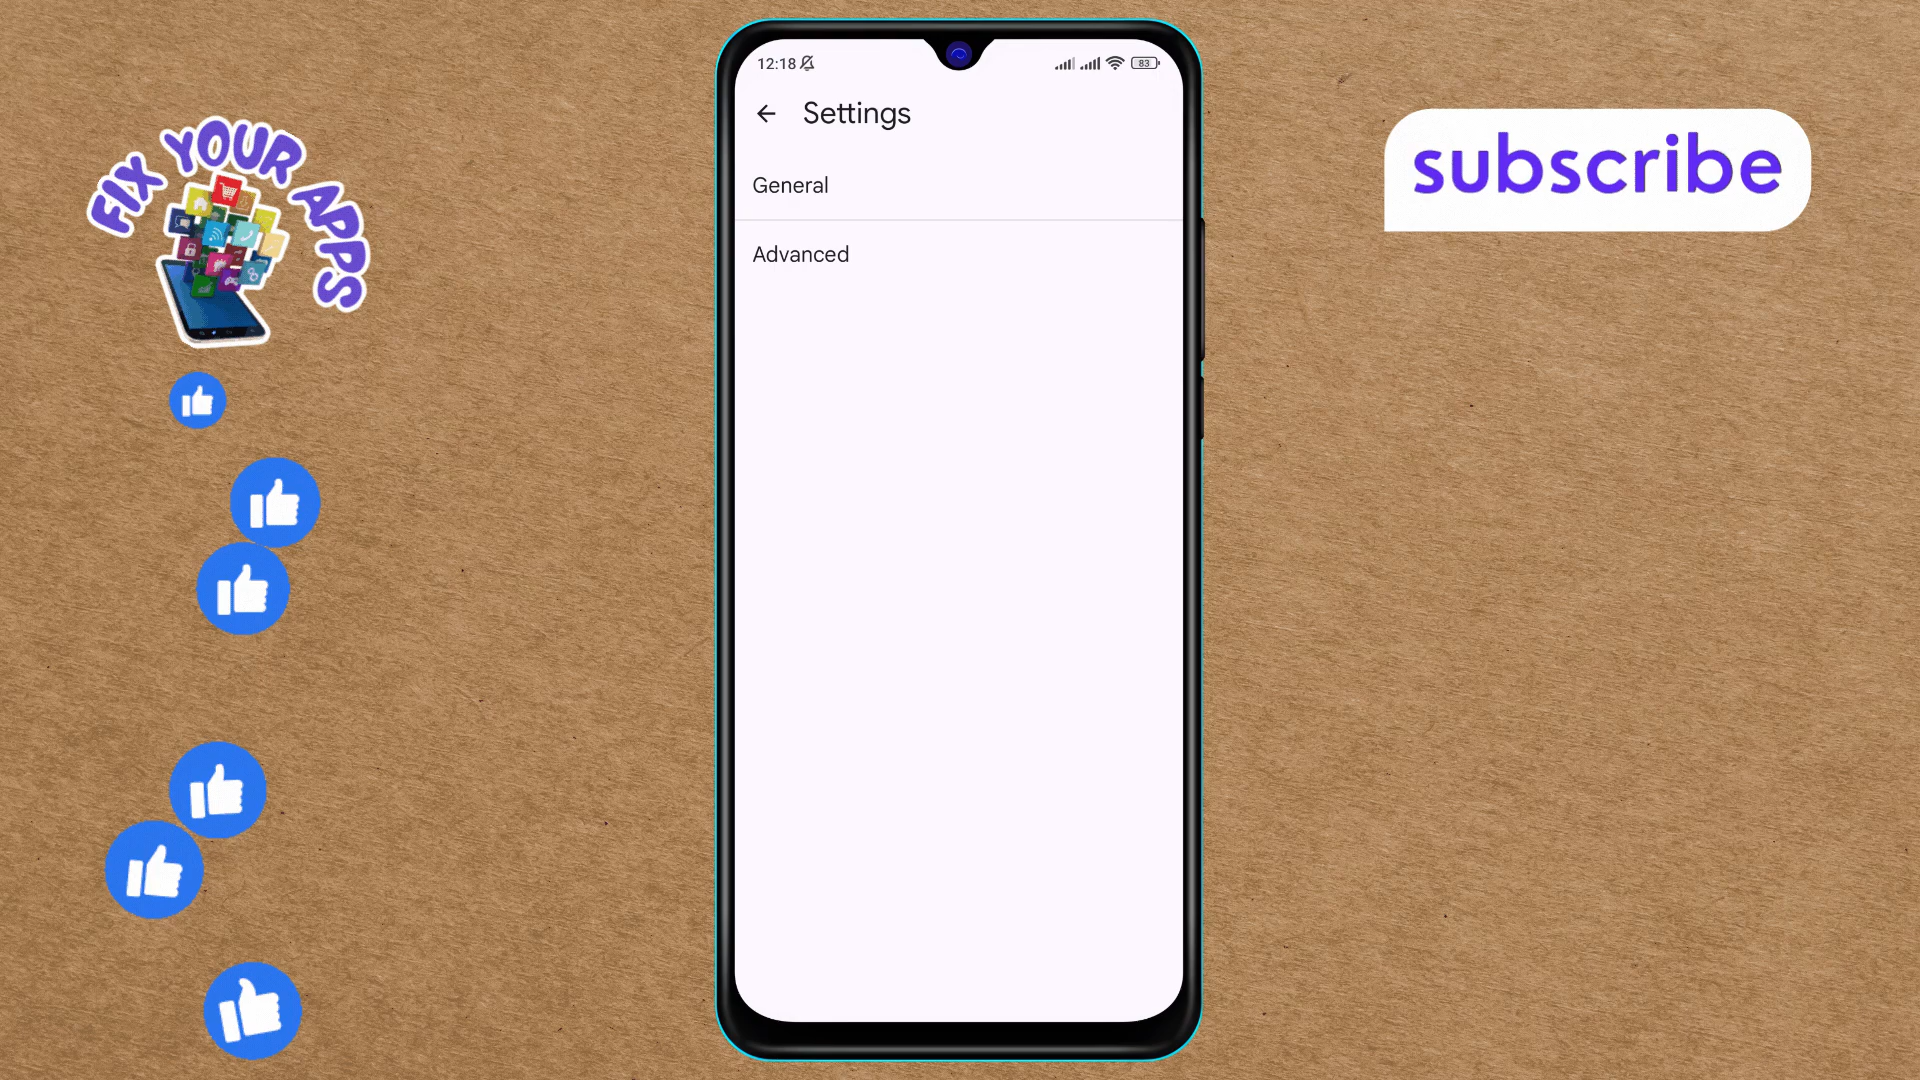 FIX YOUR APPS
12:18
83
Settings
General
Advanced
subscribe